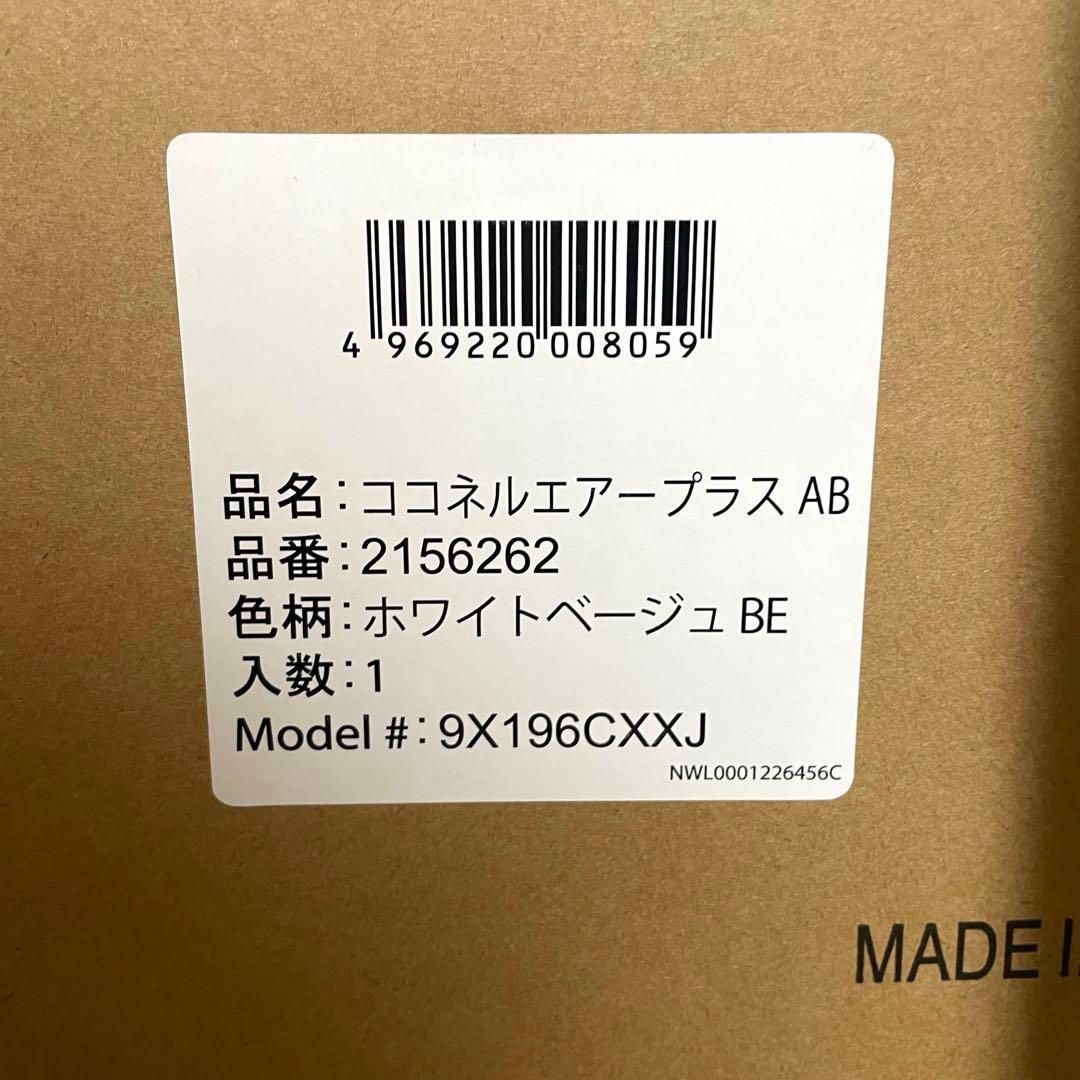 4 969220 008059
品名：ココネルエアープラス AB
品番：2156262
色柄：ホワイトベージュ BE
入数：1
Model #：9X196CXXJ
NWL0001226456C
MADE